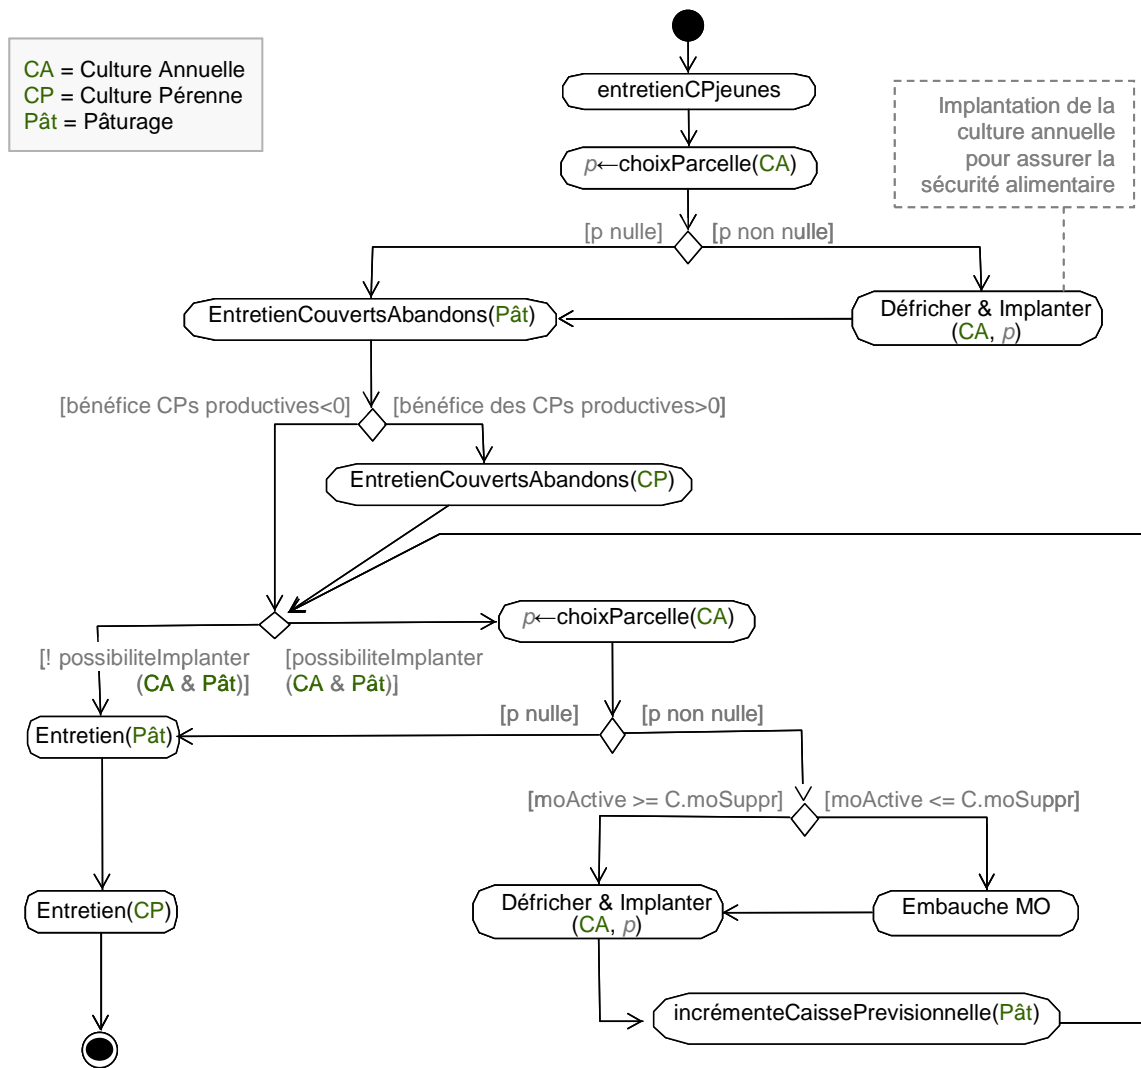 CA = Culture Annuelle
CP = Culture Pérenne
Pât = Pâturage
entretienCPjeunes
Implantation de la
culture annuelle
pour assurer la
sécurité alimentaire
p←choixParcelle(CA)
[p nulle]
[p non nulle]
EntretienCouvertsAbandons(Pât)
Défricher & Implanter
(CA, p)
[bénéfice CPs productives<0]
[bénéfice des CPs productives>0]
EntretienCouvertsAbandons(CP)
p←choixParcelle(CA)
[! possibiliteImplanter
(CA & Pât)]
[possibiliteImplanter
(CA & Pât)]
[p nulle]
[p non nulle]
Entretien(Pât)
[moActive >= C.moSuppr]
[moActive <= C.moSuppr]
Entretien(CP)
Défricher & Implanter
(CA, p)
Embauche MO
incrémenteCaissePrevisionnelle(Pât)